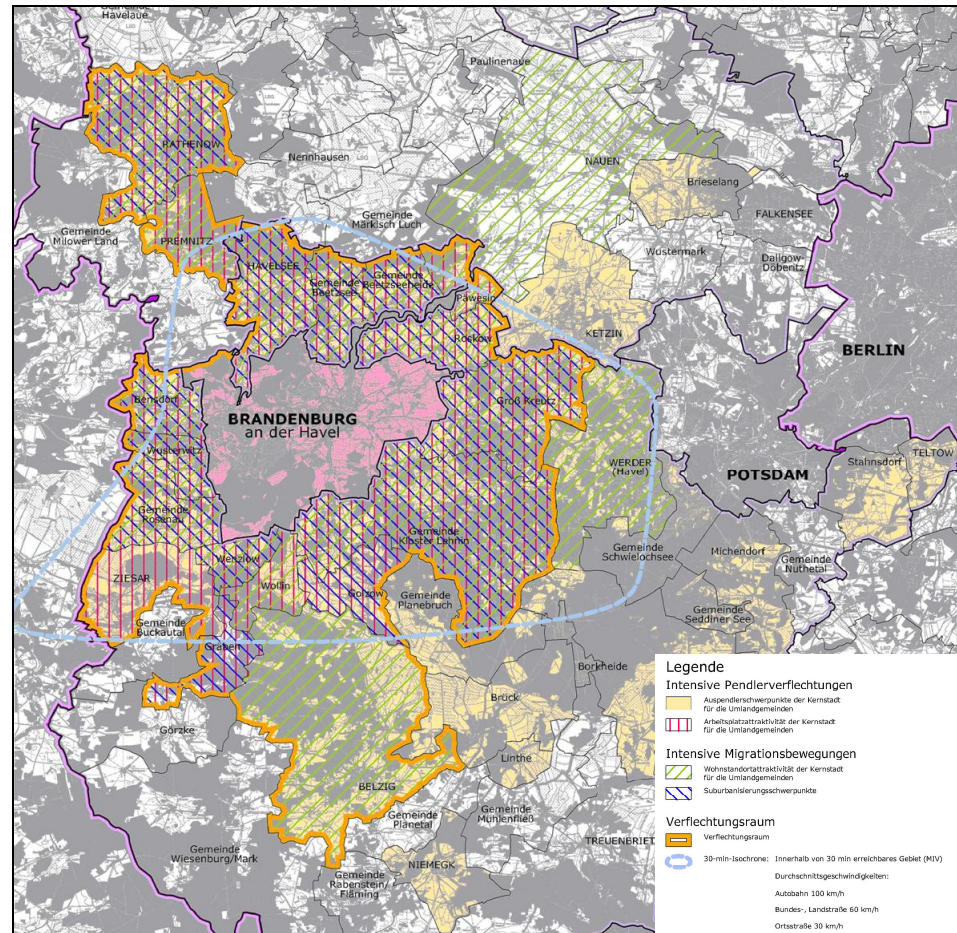 Gemeinde
Havelaue
Paulinenaue
RATHENOW
Nennhausen
NAUEN
Brieselang
Gemeinde
Märkisch Luch
FALKENSEE
Gemeinde
Milower Land
PREMNITZ
Wustermark
Dallgow-
Döberitz
HAVELSEE
Gemeinde
Beetzsee
Gemeinde
Beetzseeheide
Päwesin
KETZIN
Roskow
BERLIN
Bensdorf
Groß Kreutz
BRANDENBURG
an der Havel
Wusterwitz
WERDER
(Havel)
POTSDAM
Stahnsdorf
TELTOW
Gemeinde
Rosenau
Gemeinde
Kloster Lehnin
Gemeinde
Schwielochsee
Michendorf
Gemeinde
Nuthetal
Wenzlow
ZIESAR
Wollin
Golzow
Gemeinde
Planebruch
Gemeinde
Seddiner See
Gemeinde
Buckautal
Gräben
Borkheide
Görzke
Brück
Linthe
BELZIG
Gemeinde
Planetal
Gemeinde
Mühlenfließ
TREUENBRIET
Gemeinde
Wiesenburg/Mark
NIEMEGK
Gemeinde
Rabenstein/
Fläming
Legende
Intensive Pendlerverflechtungen
Auspendlerschwerpunkte der Kernstadt
für die Umlandgemeinden
Arbeitsplatzattraktivität der Kernstadt
für die Umlandgemeinden
Intensive Migrationsbewegungen
Wohnstandortattraktivität der Kernstadt
für die Umlandgemeinden
Suburbanisierungsschwerpunkte
Verflechtungsraum
Verflechtungsraum
30-min-Isochrone: Innerhalb von 30 min erreichbares Gebiet (MIV)
Durchschnittsgeschwindigkeiten:
Autobahn 100 km/h
Bundes-, Landstraße 60 km/h
Ortsstraße 30 km/h